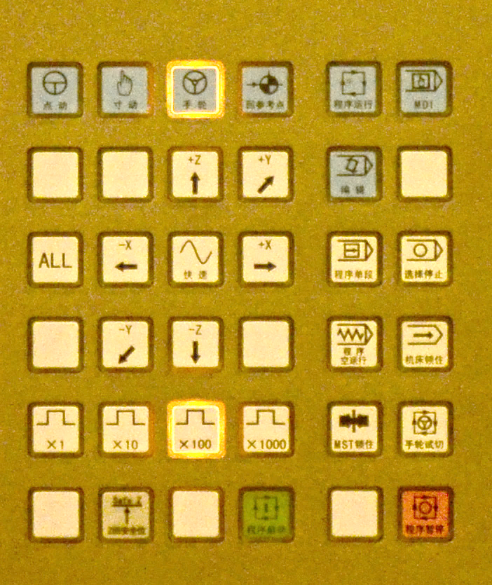 点动
寸动
手轮
回参考点
程序运行
MDI
+Z
+Y
编辑
ALL
-X
快速
+X
程序单段
选择停止
-Y
-Z
程序
空运行
机床锁住
×1
×10
×100
×1000
MST锁住
手轮试切
Safe Z
程序启动
程序暂停